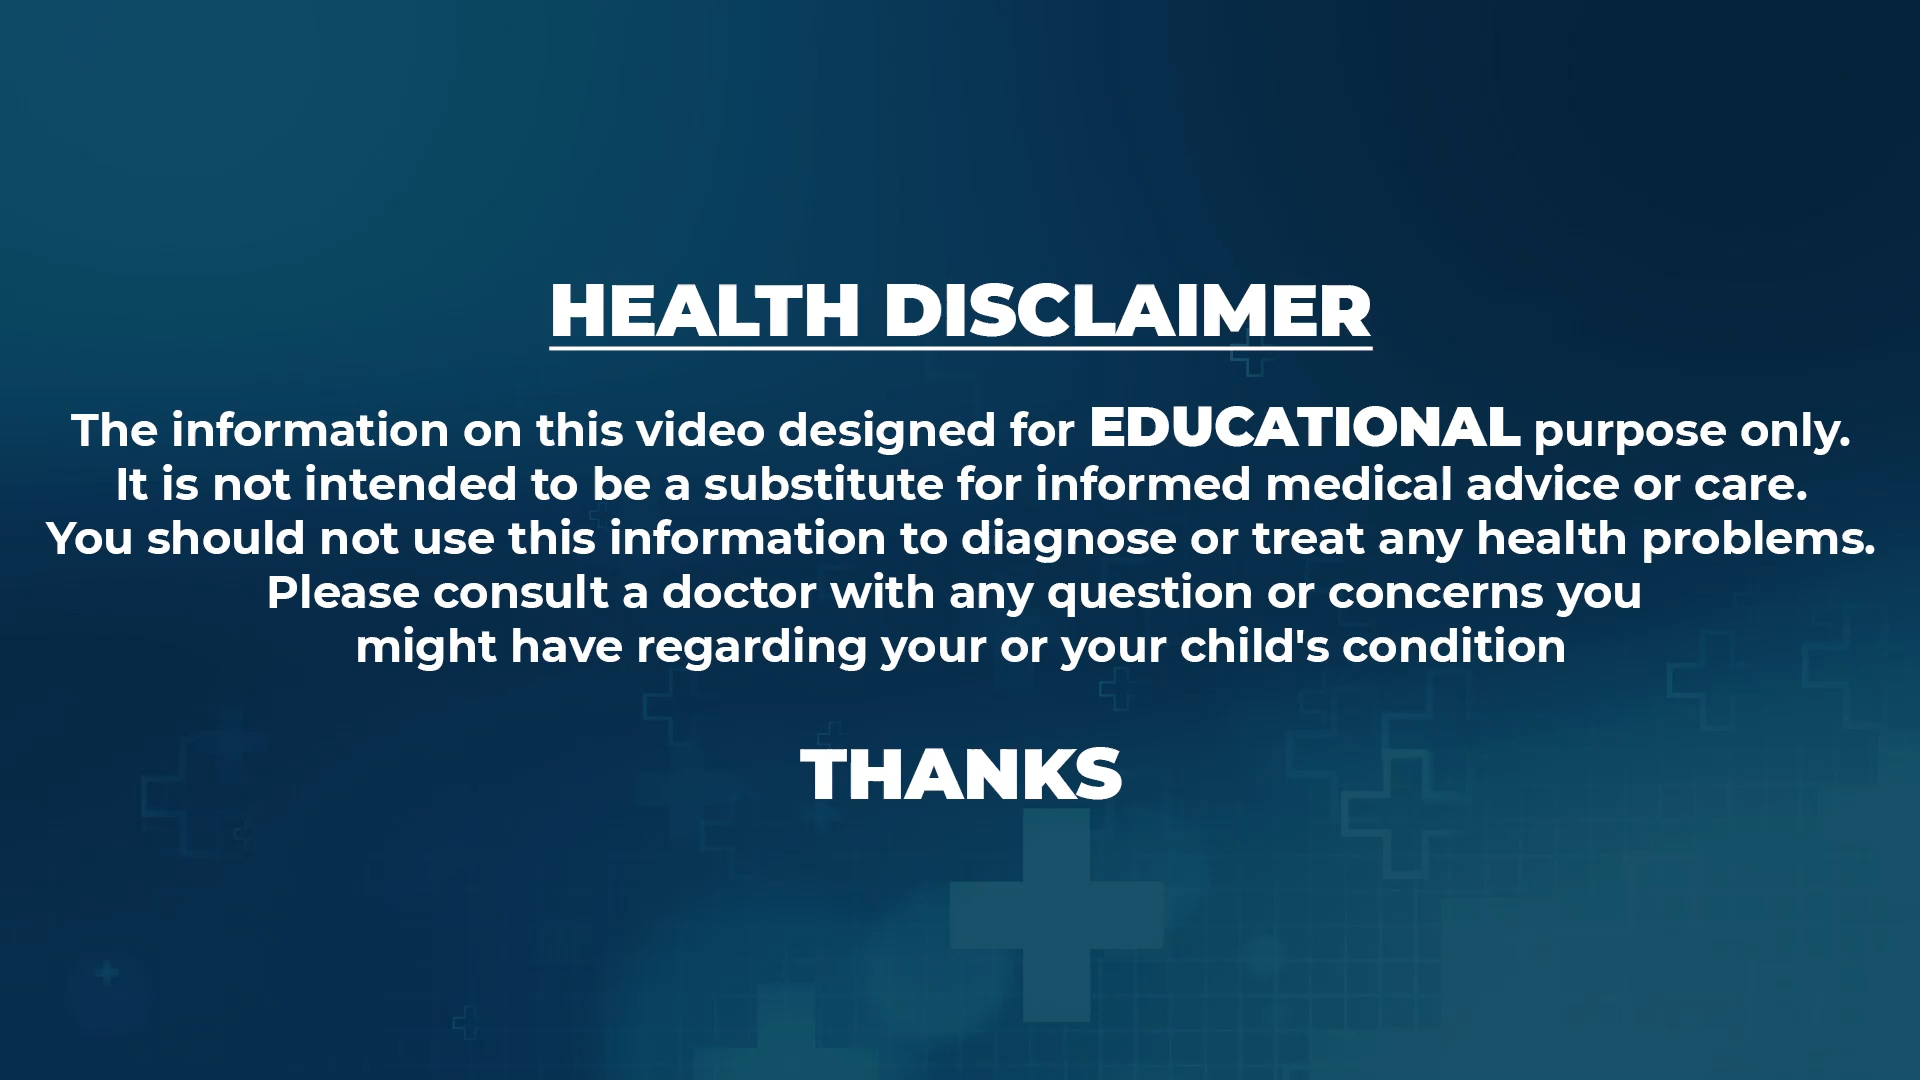 HEALTH DISCLAIMER
The information on this video designed for EDUCATIONAL purpose only.
It is not intended to be a substitute for informed medical advice or care.
You should not use this information to diagnose or treat any health problems.
Please consult a doctor with any question or concerns you
might have regarding your or your child's condition
THANKS